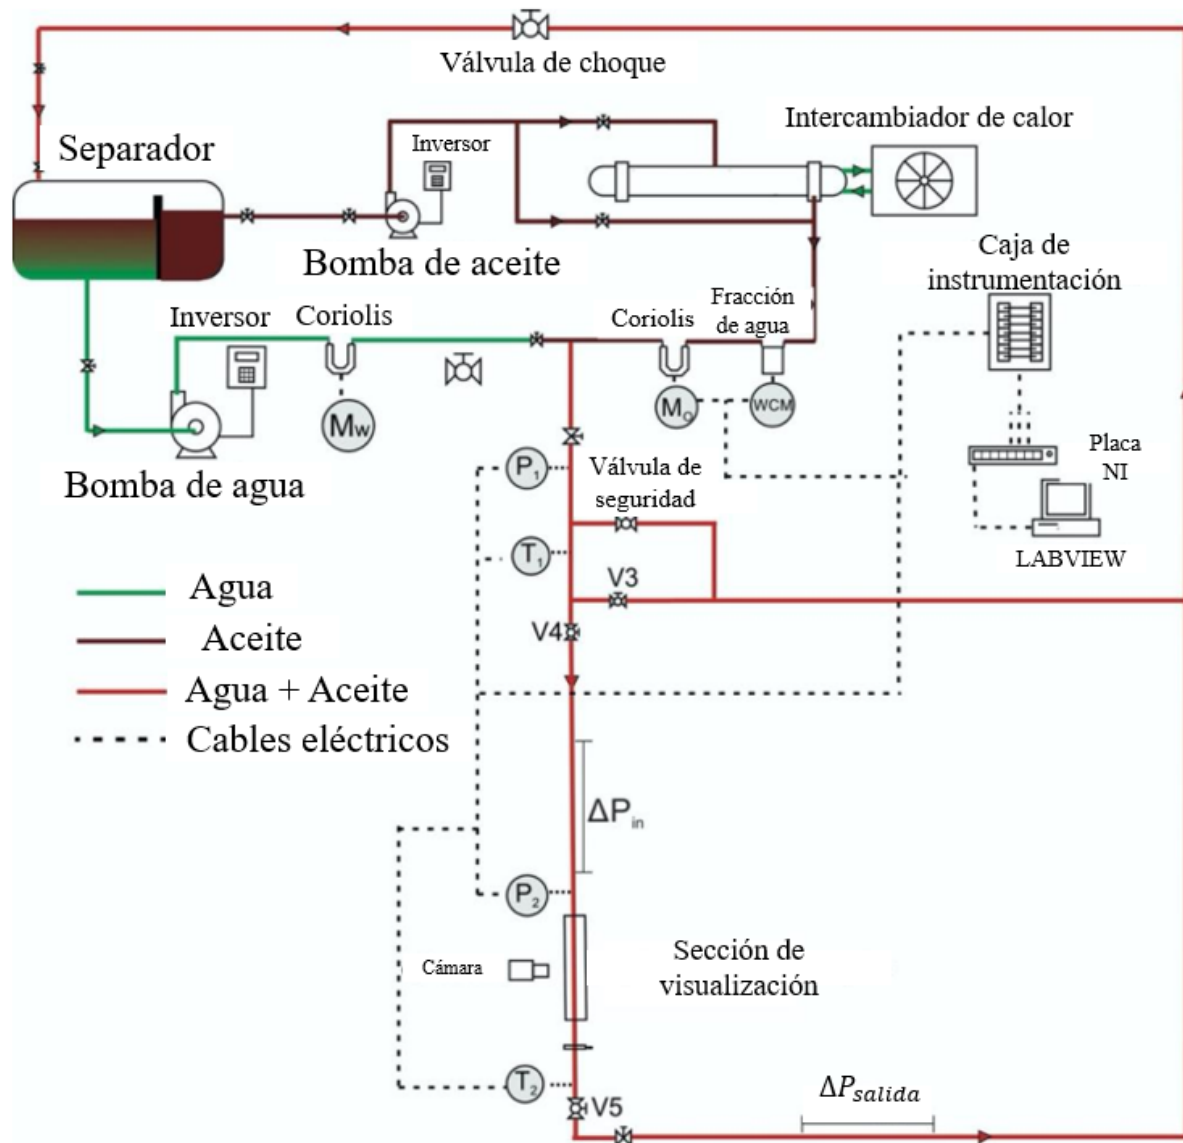 Válvula de choque
Separador
Inversor
Intercambiador de calor
Bomba de aceite
Caja de
instrumentación
Inversor
Coriolis
Coriolis
Fracción
de agua
Mw
Mo
WCM
Bomba de agua
P1
Válvula de
seguridad
Placa
NI
T1
LABVIEW
V3
V4
Agua
Aceite
Agua + Aceite
Cables eléctricos
ΔPin
P2
Cámara
Sección de
visualización
T2
V5
ΔPsalida